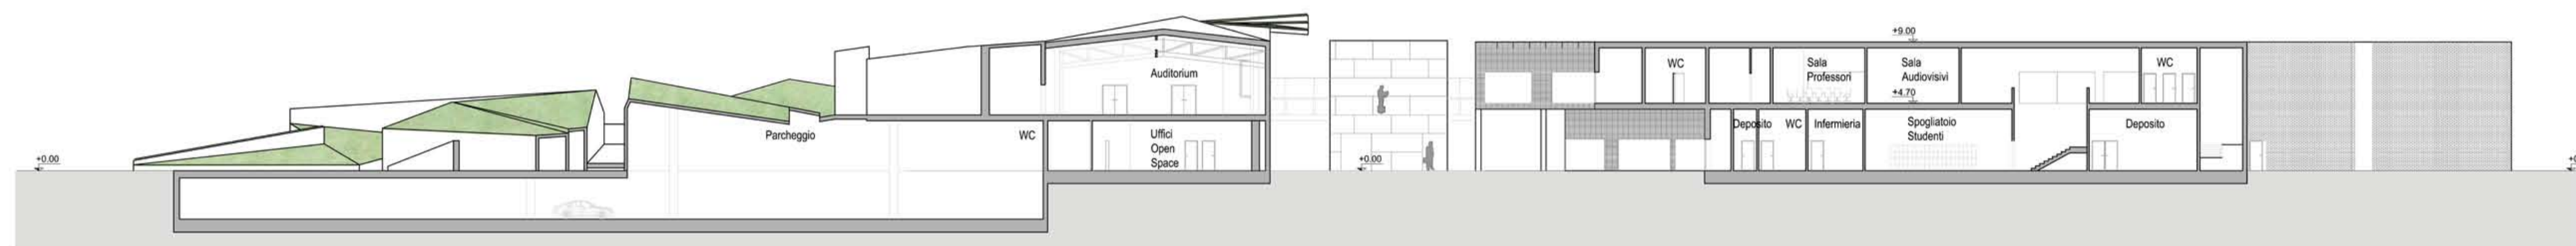 +9.00
Auditorium
WC
Sala
Professori
Sala
Audiovisivi
WC
+4.70
Parcheggio
WC
Uffici
Open
Space
Deposito
WC
Infermieria
Spogliatoio
Studenti
Deposito
+0.00
+0.00